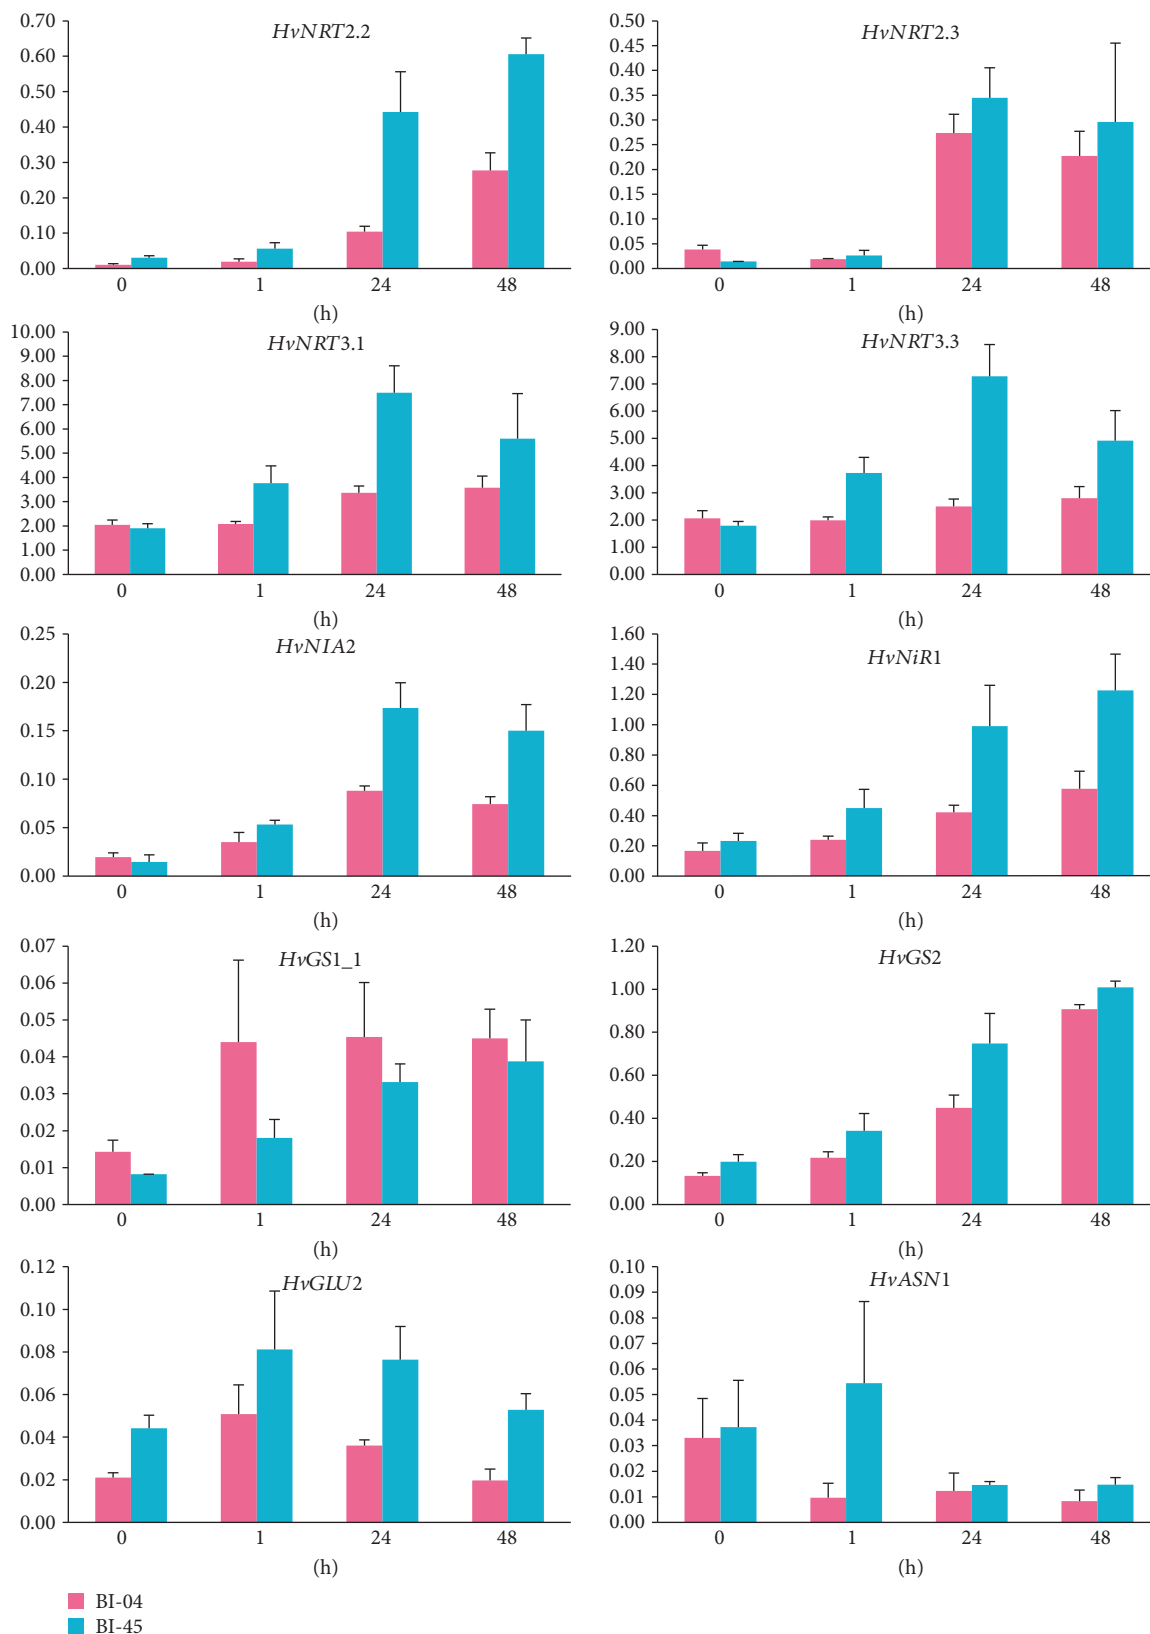 HvNRT2.2
0.70
0.60
0.50
0.40
0.30
0.20
0.10
0.00
0 1 24 48
(h)
HvNRT2.3
0.50
0.45
0.40
0.35
0.30
0.25
0.20
0.15
0.10
0.05
0.00
0 1 24 48
(h)
HvNRT3.1
10.00
9.00
8.00
7.00
6.00
5.00
4.00
3.00
2.00
1.00
0.00
0 1 24 48
(h)
HvNRT3.3
9.00
8.00
7.00
6.00
5.00
4.00
3.00
2.00
1.00
0.00
0 1 24 48
(h)
HvNIA2
0.25
0.20
0.15
0.10
0.05
0.00
0 1 24 48
(h)
HvNiR1
1.60
1.40
1.20
1.00
0.80
0.60
0.40
0.20
0.00
0 1 24 48
(h)
HvGS1_1
0.07
0.06
0.05
0.04
0.03
0.02
0.01
0.00
0 1 24 48
(h)
HvGS2
1.20
1.00
0.80
0.60
0.40
0.20
0.00
0 1 24 48
(h)
HvGLU2
0.12
0.10
0.08
0.06
0.04
0.02
0.00
0 1 24 48
(h)
HvASN1
0.10
0.09
0.08
0.07
0.06
0.05
0.04
0.03
0.02
0.01
0.00
0 1 24 48
(h)
BI-04
BI-45